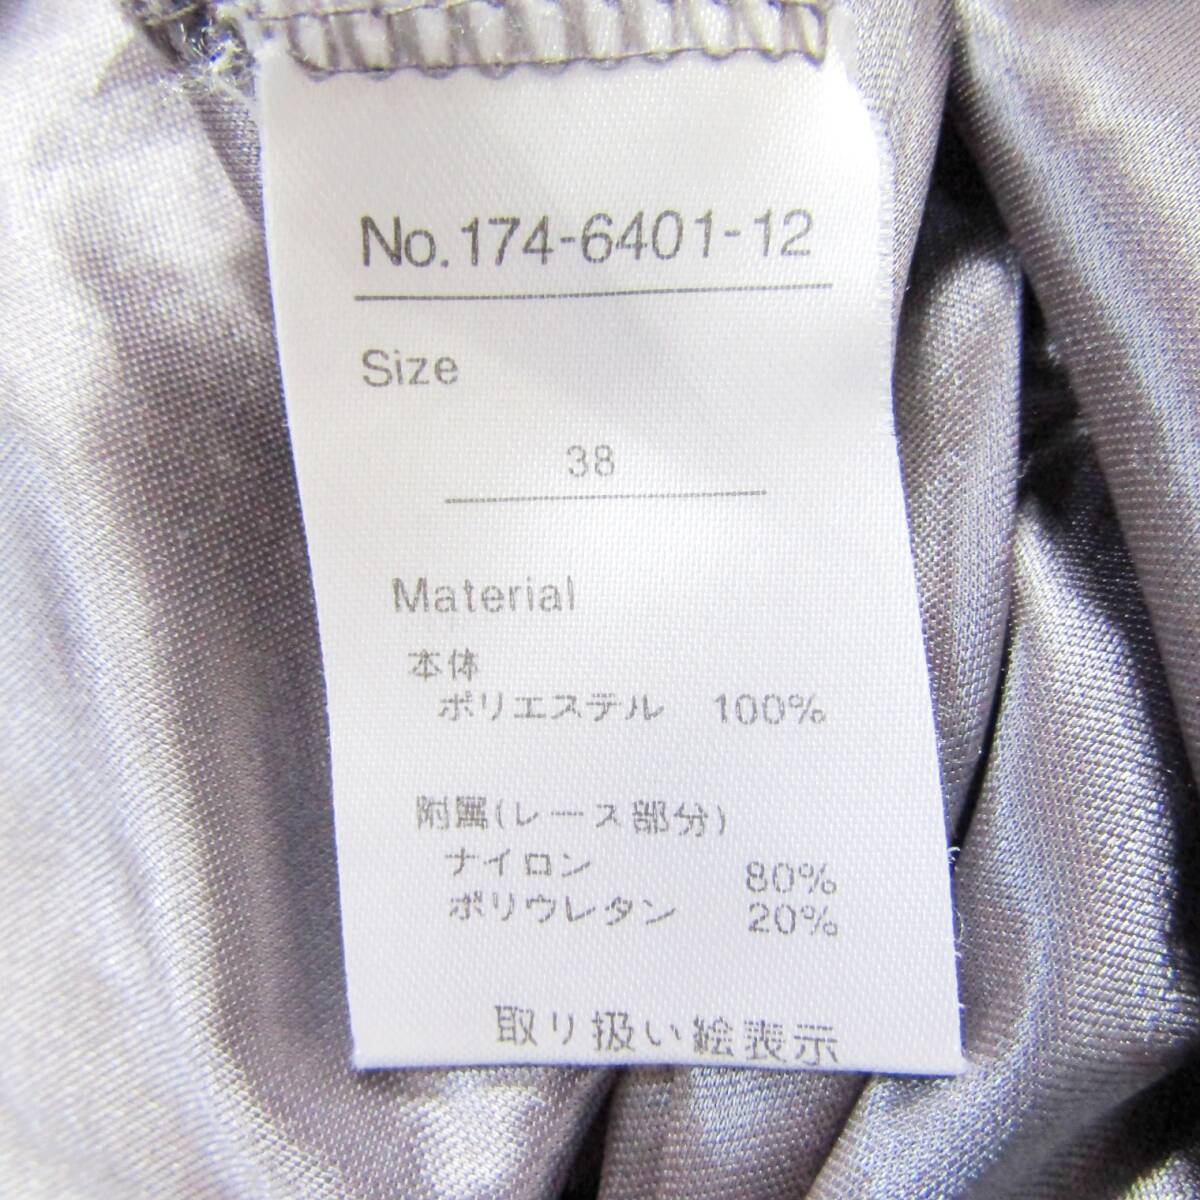 No.174-6401-12
Size
38
Material
本体
ポリエステル 100%
附属(レース部分)
ナイロン 80%
ポリウレタン 20%
取り扱い絵表示